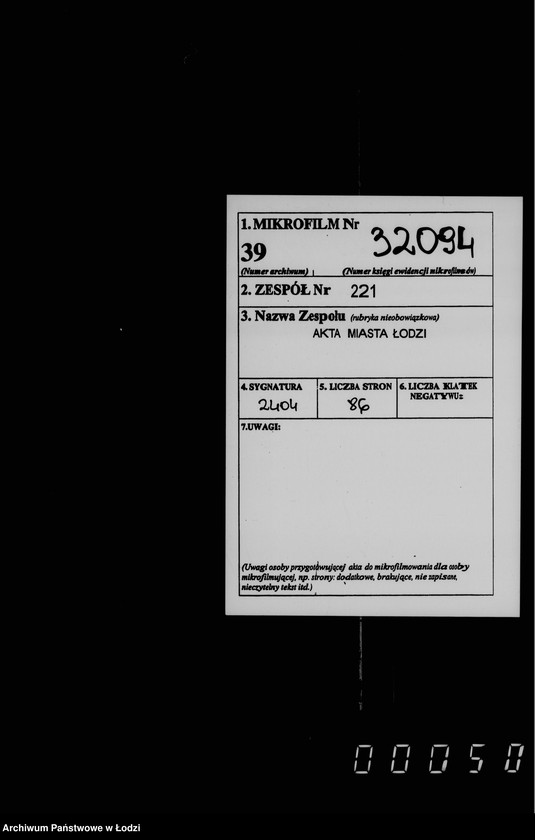 1. MIKROFILM Nr
39 32094
(Numer archiwum) (Numer księgi ewidencji mikrofilmów)
2. ZESPÓŁ Nr 221
3. Nazwa Zespołu (rubryka nieobowiązkowa)
AKTA MIASTA ŁODZI
4. SYGNATURA 5. LICZBA STRON 6. LICZBA KLATEK
NEGATYWU:
2404 86
7.UWAGI:
(Uwagi osoby przygotowującej akta do mikrofilmowania dla osoby
mikrofilmującej, np. strony: dodatkowe, brakujące, nie zapisane,
nieczytelny tekst itd.)
00050
Archiwum Państwowe w Łodzi